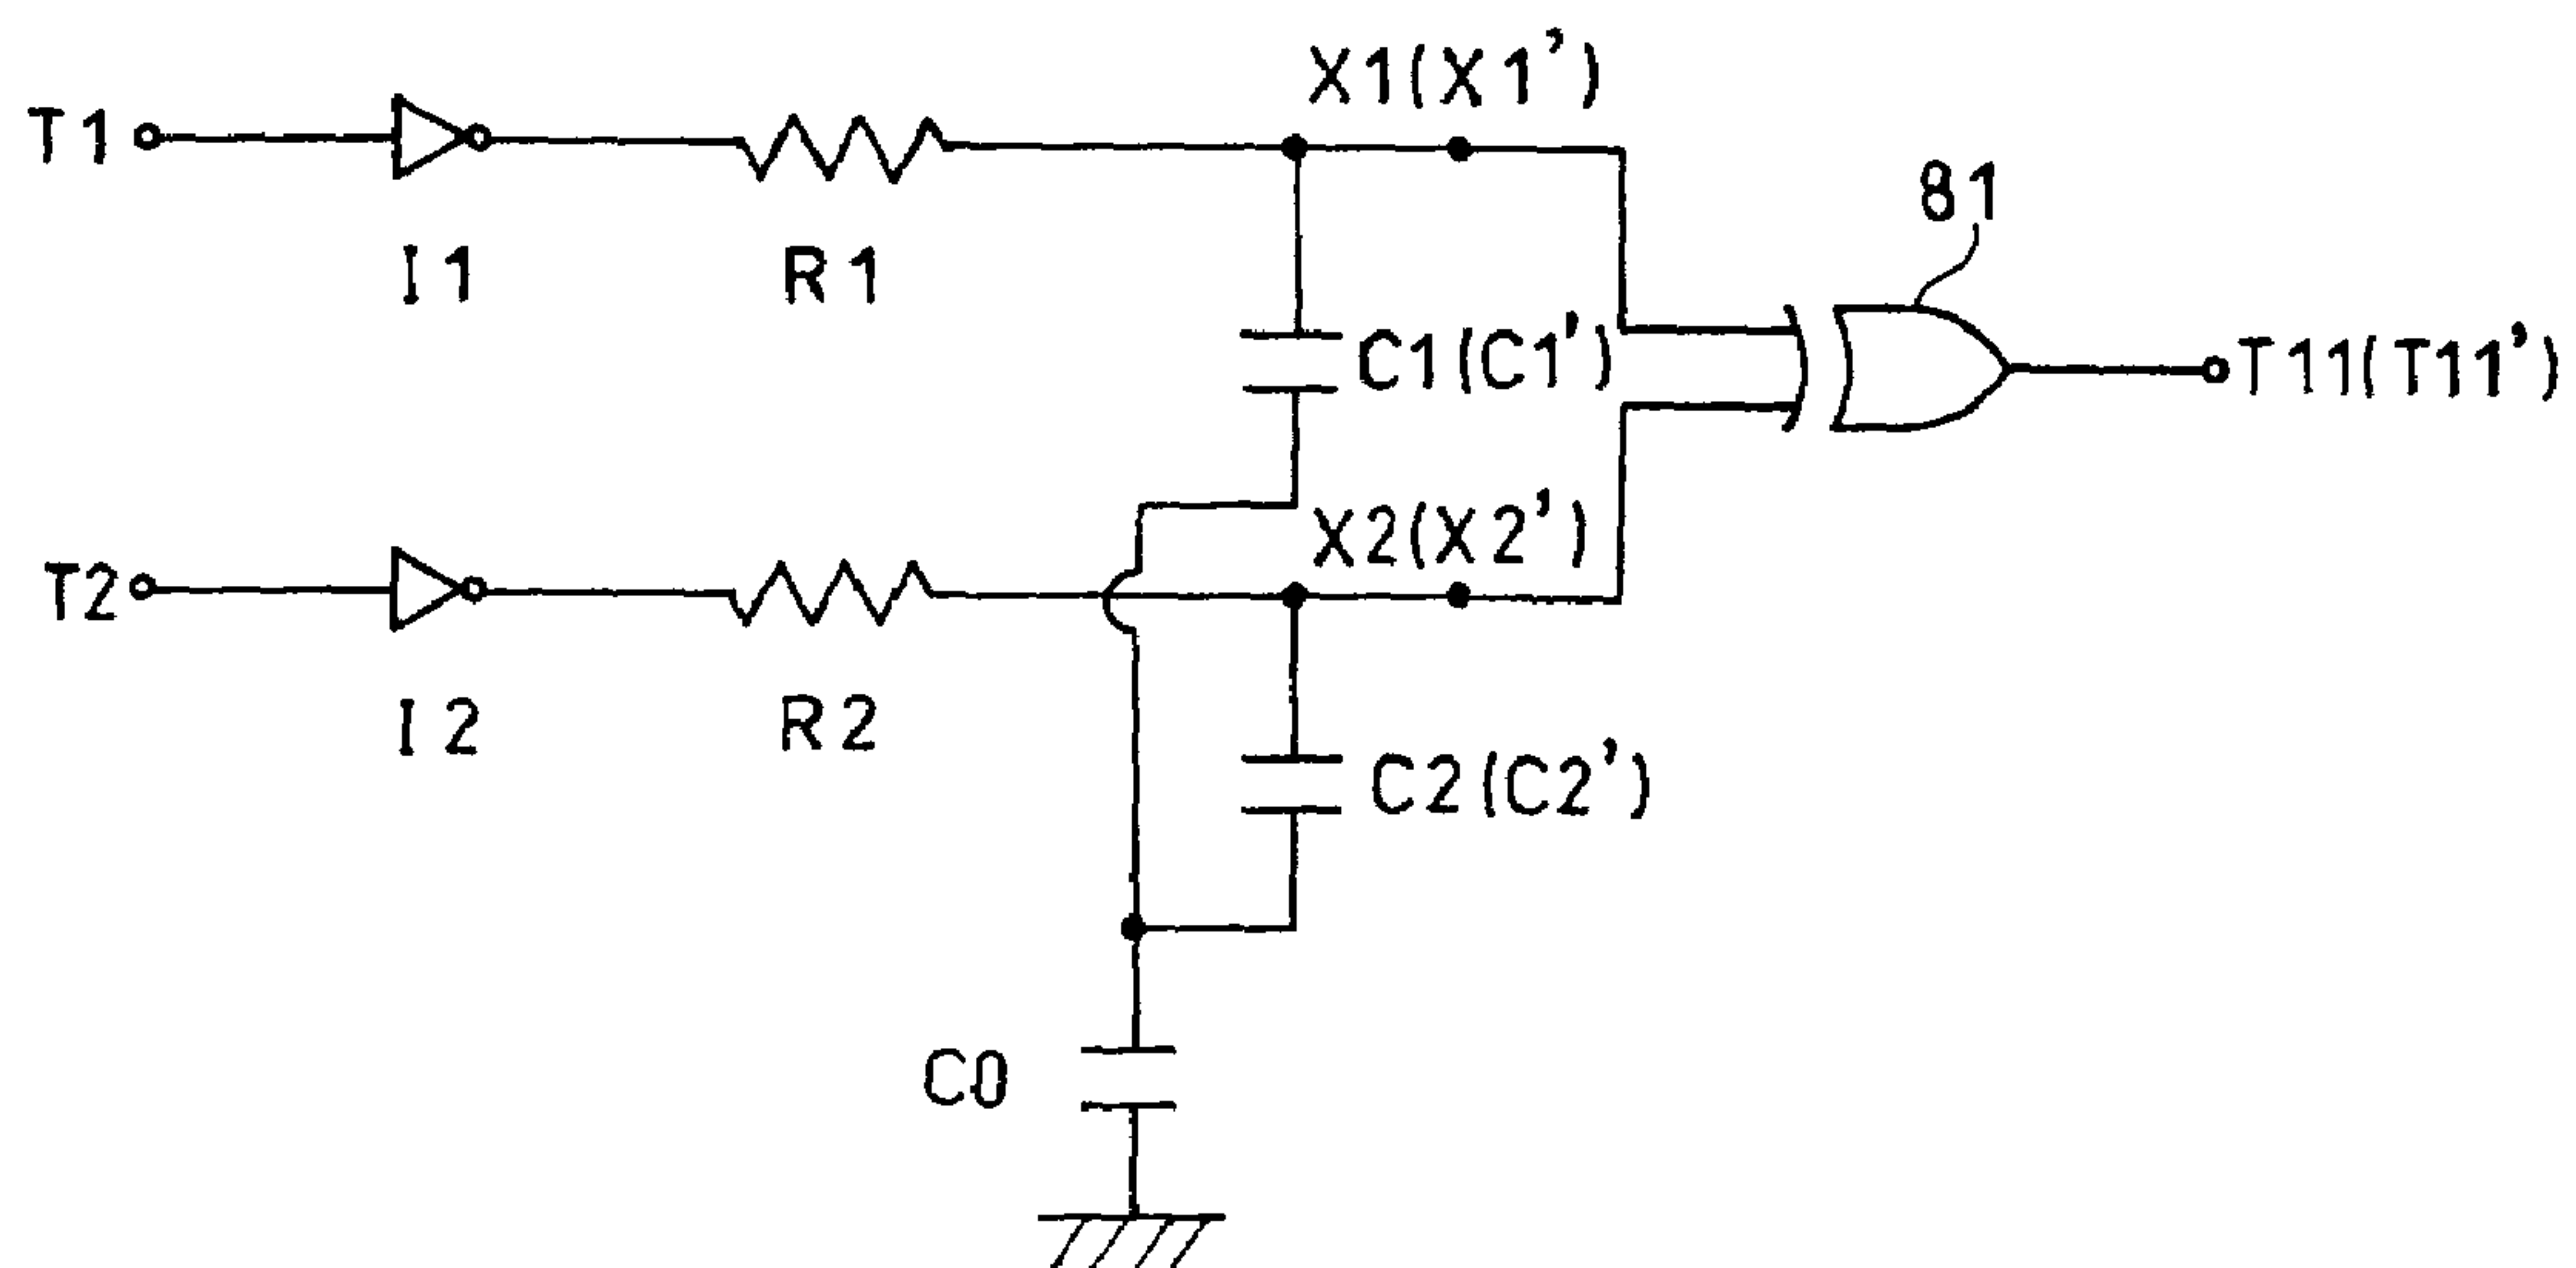 X1(X1')
T1
81
I1
R1
C1(C1')
T11(T11')
X2(X2')
T2
I2
R2
C2(C2')
C0